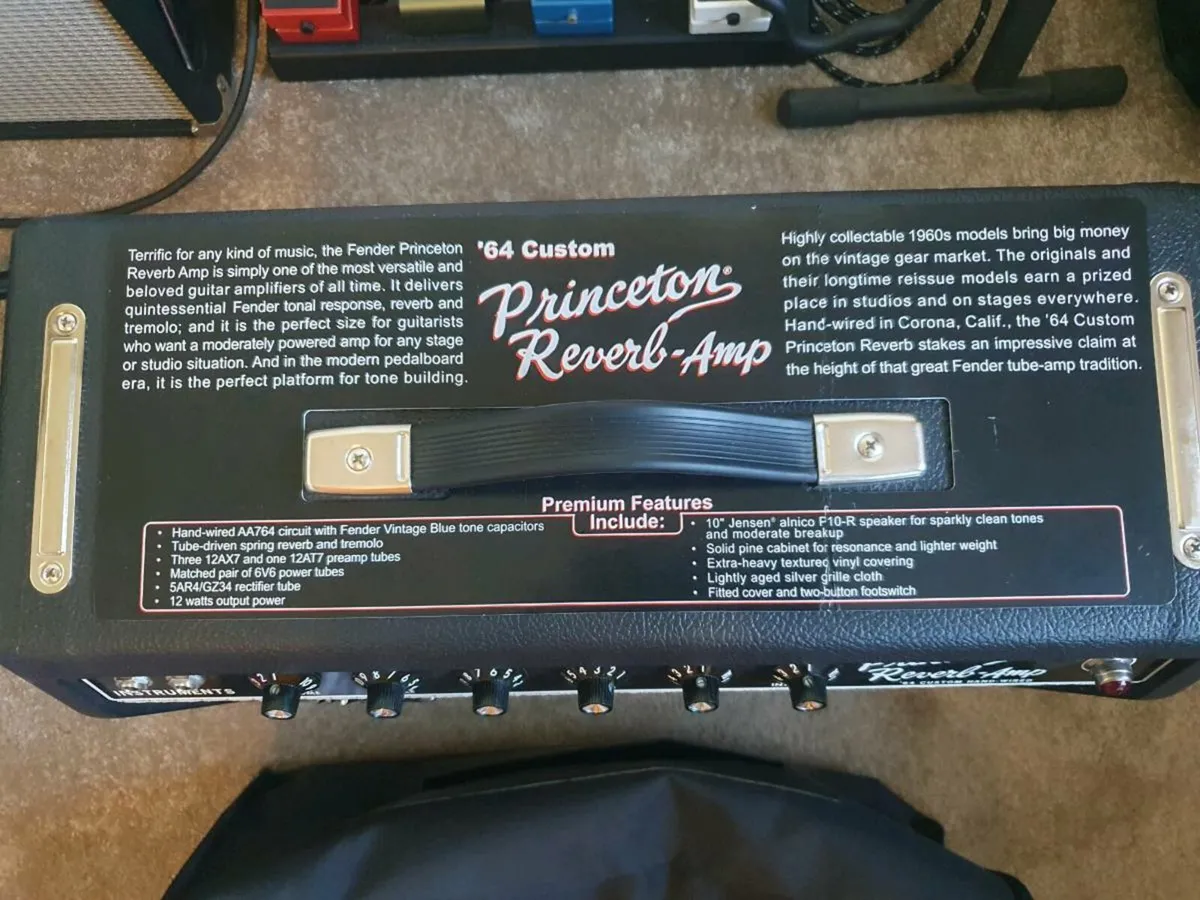 Terrific for any kind of music, the Fender Princeton
Reverb Amp is simply one of the most versatile and
beloved guitar amplifiers of all time. It delivers
quintessential Fender tonal response, reverb and
tremolo; and it is the perfect size for guitarists
who want a moderately powered amp for any stage
or studio situation. And in the modern pedalboard
era, it is the perfect platform for tone building.
'64 Custom
Princeton®
Reverb-Amp
Highly collectable 1960s models bring big money
on the vintage gear market. The originals and
their longtime reissue models earn a prized
place in studios and on stages everywhere.
Hand-wired in Corona, Calif., the '64 Custom
Princeton Reverb stakes an impressive claim at
the height of that great Fender tube-amp tradition.
Premium Features
Include:
• Hand-wired AA764 circuit with Fender Vintage Blue tone capacitors
• Tube-driven spring reverb and tremolo
• Three 12AX7 and one 12AT7 preamp tubes
• Matched pair of 6V6 power tubes
• 5AR4/GZ34 rectifier tube
• 12 watts output power
• 10" Jensen® alnico P10-R speaker for sparkly clean tones
and moderate breakup
• Solid pine cabinet for resonance and lighter weight
• Extra-heavy textured vinyl covering
• Lightly aged silver grille cloth
• Fitted cover and two-button footswitch
INSTRUMENTS
Reverb-Amp
'64 CUSTOM HAND-WIRED